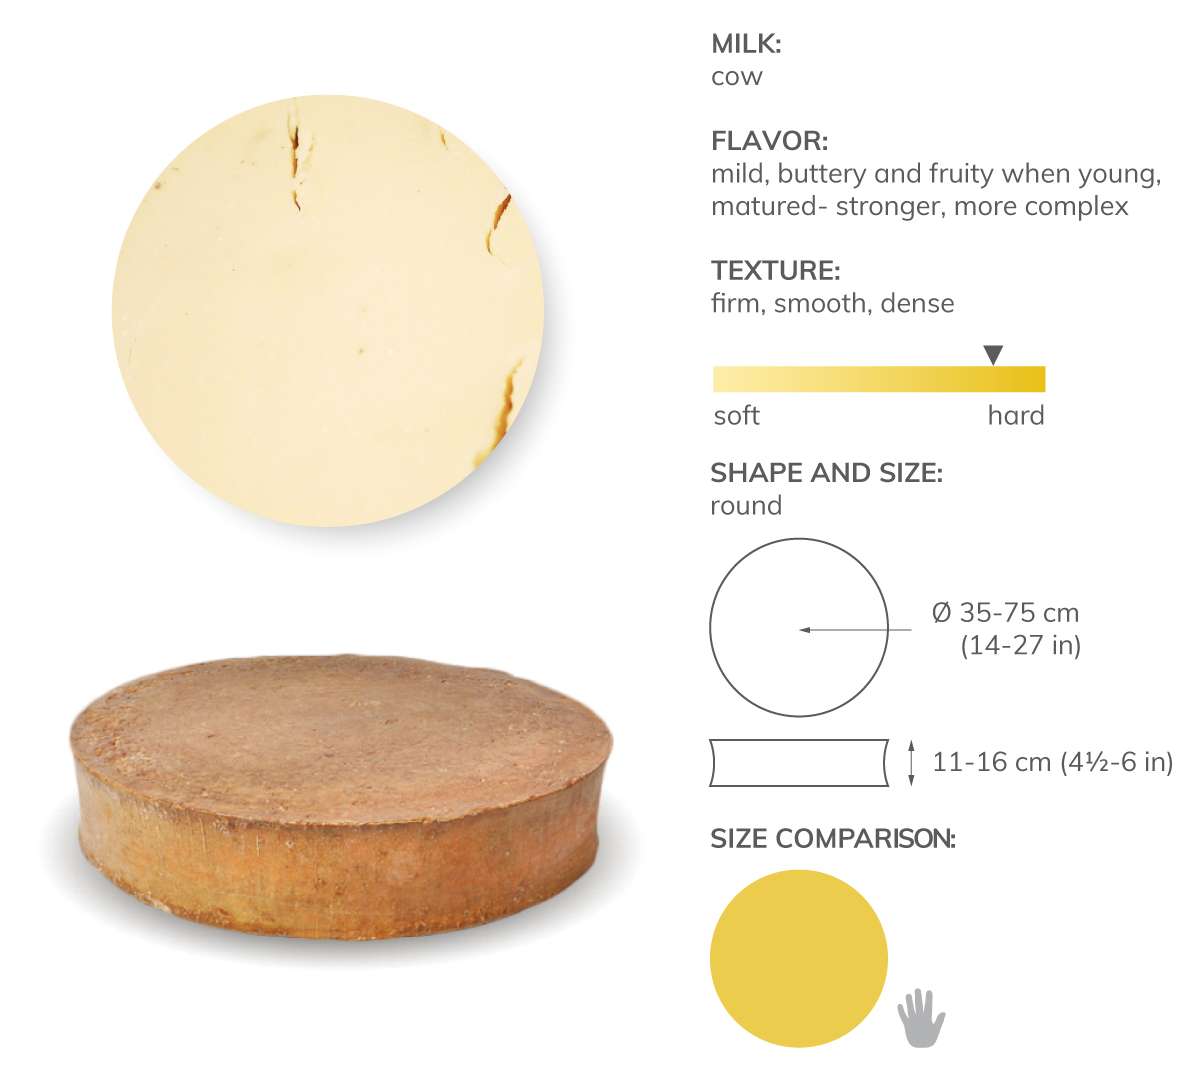 MILK:
cow
FLAVOR:
mild, buttery and fruity when young,
matured- stronger, more complex
TEXTURE:
firm, smooth, dense
soft
hard
SHAPE AND SIZE:
round
Ø 35-75 cm
(14-27 in)
11-16 cm (4½-6 in)
SIZE COMPARISON: